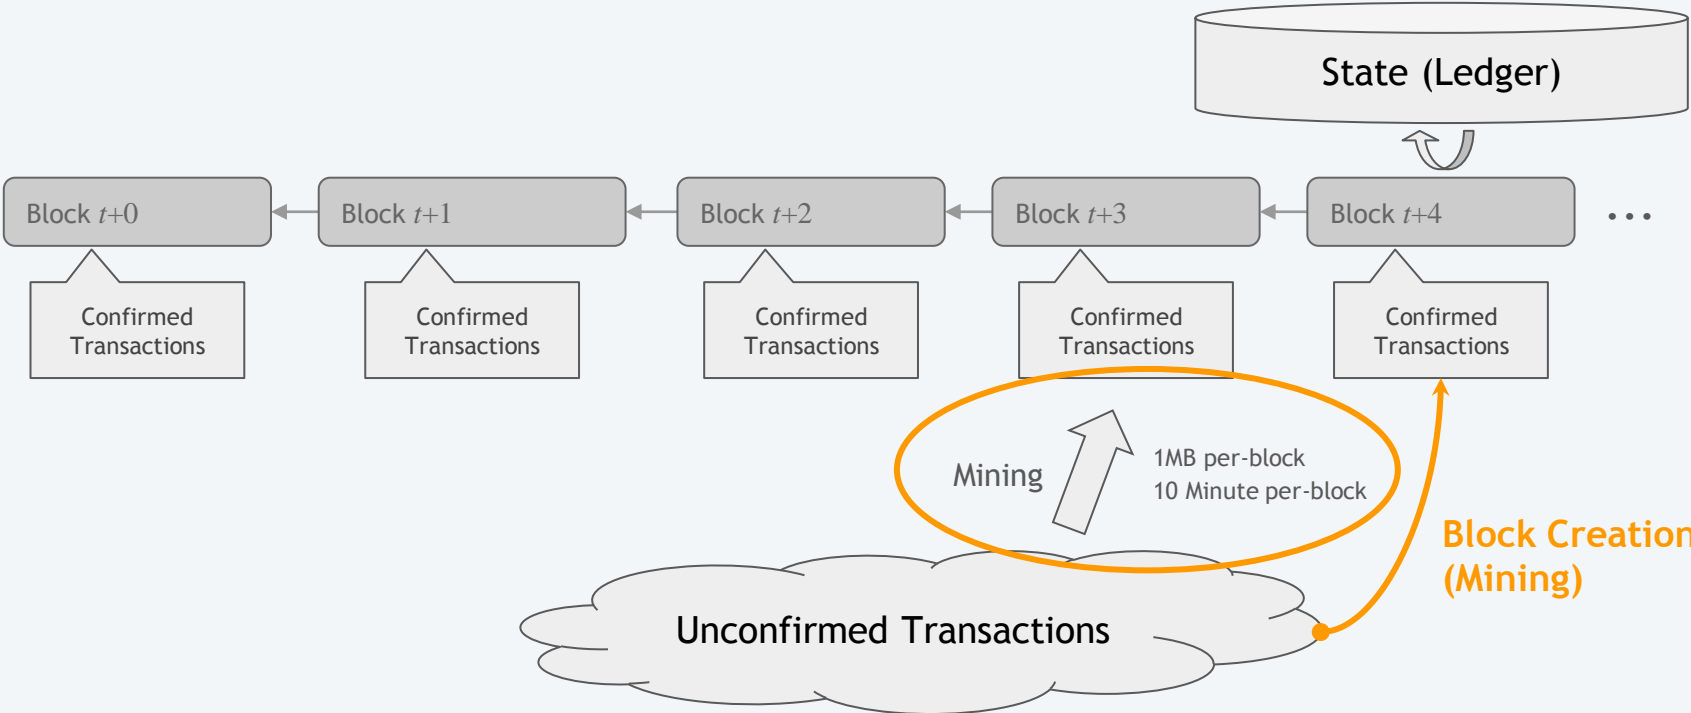 State (Ledger)
Block t+0
Block t+1
Block t+2
Block t+3
Block t+4
...
Confirmed
Transactions
Confirmed
Transactions
Confirmed
Transactions
Confirmed
Transactions
Confirmed
Transactions
Mining
1MB per-block
10 Minute per-block
Block Creation
(Mining)
Unconfirmed Transactions